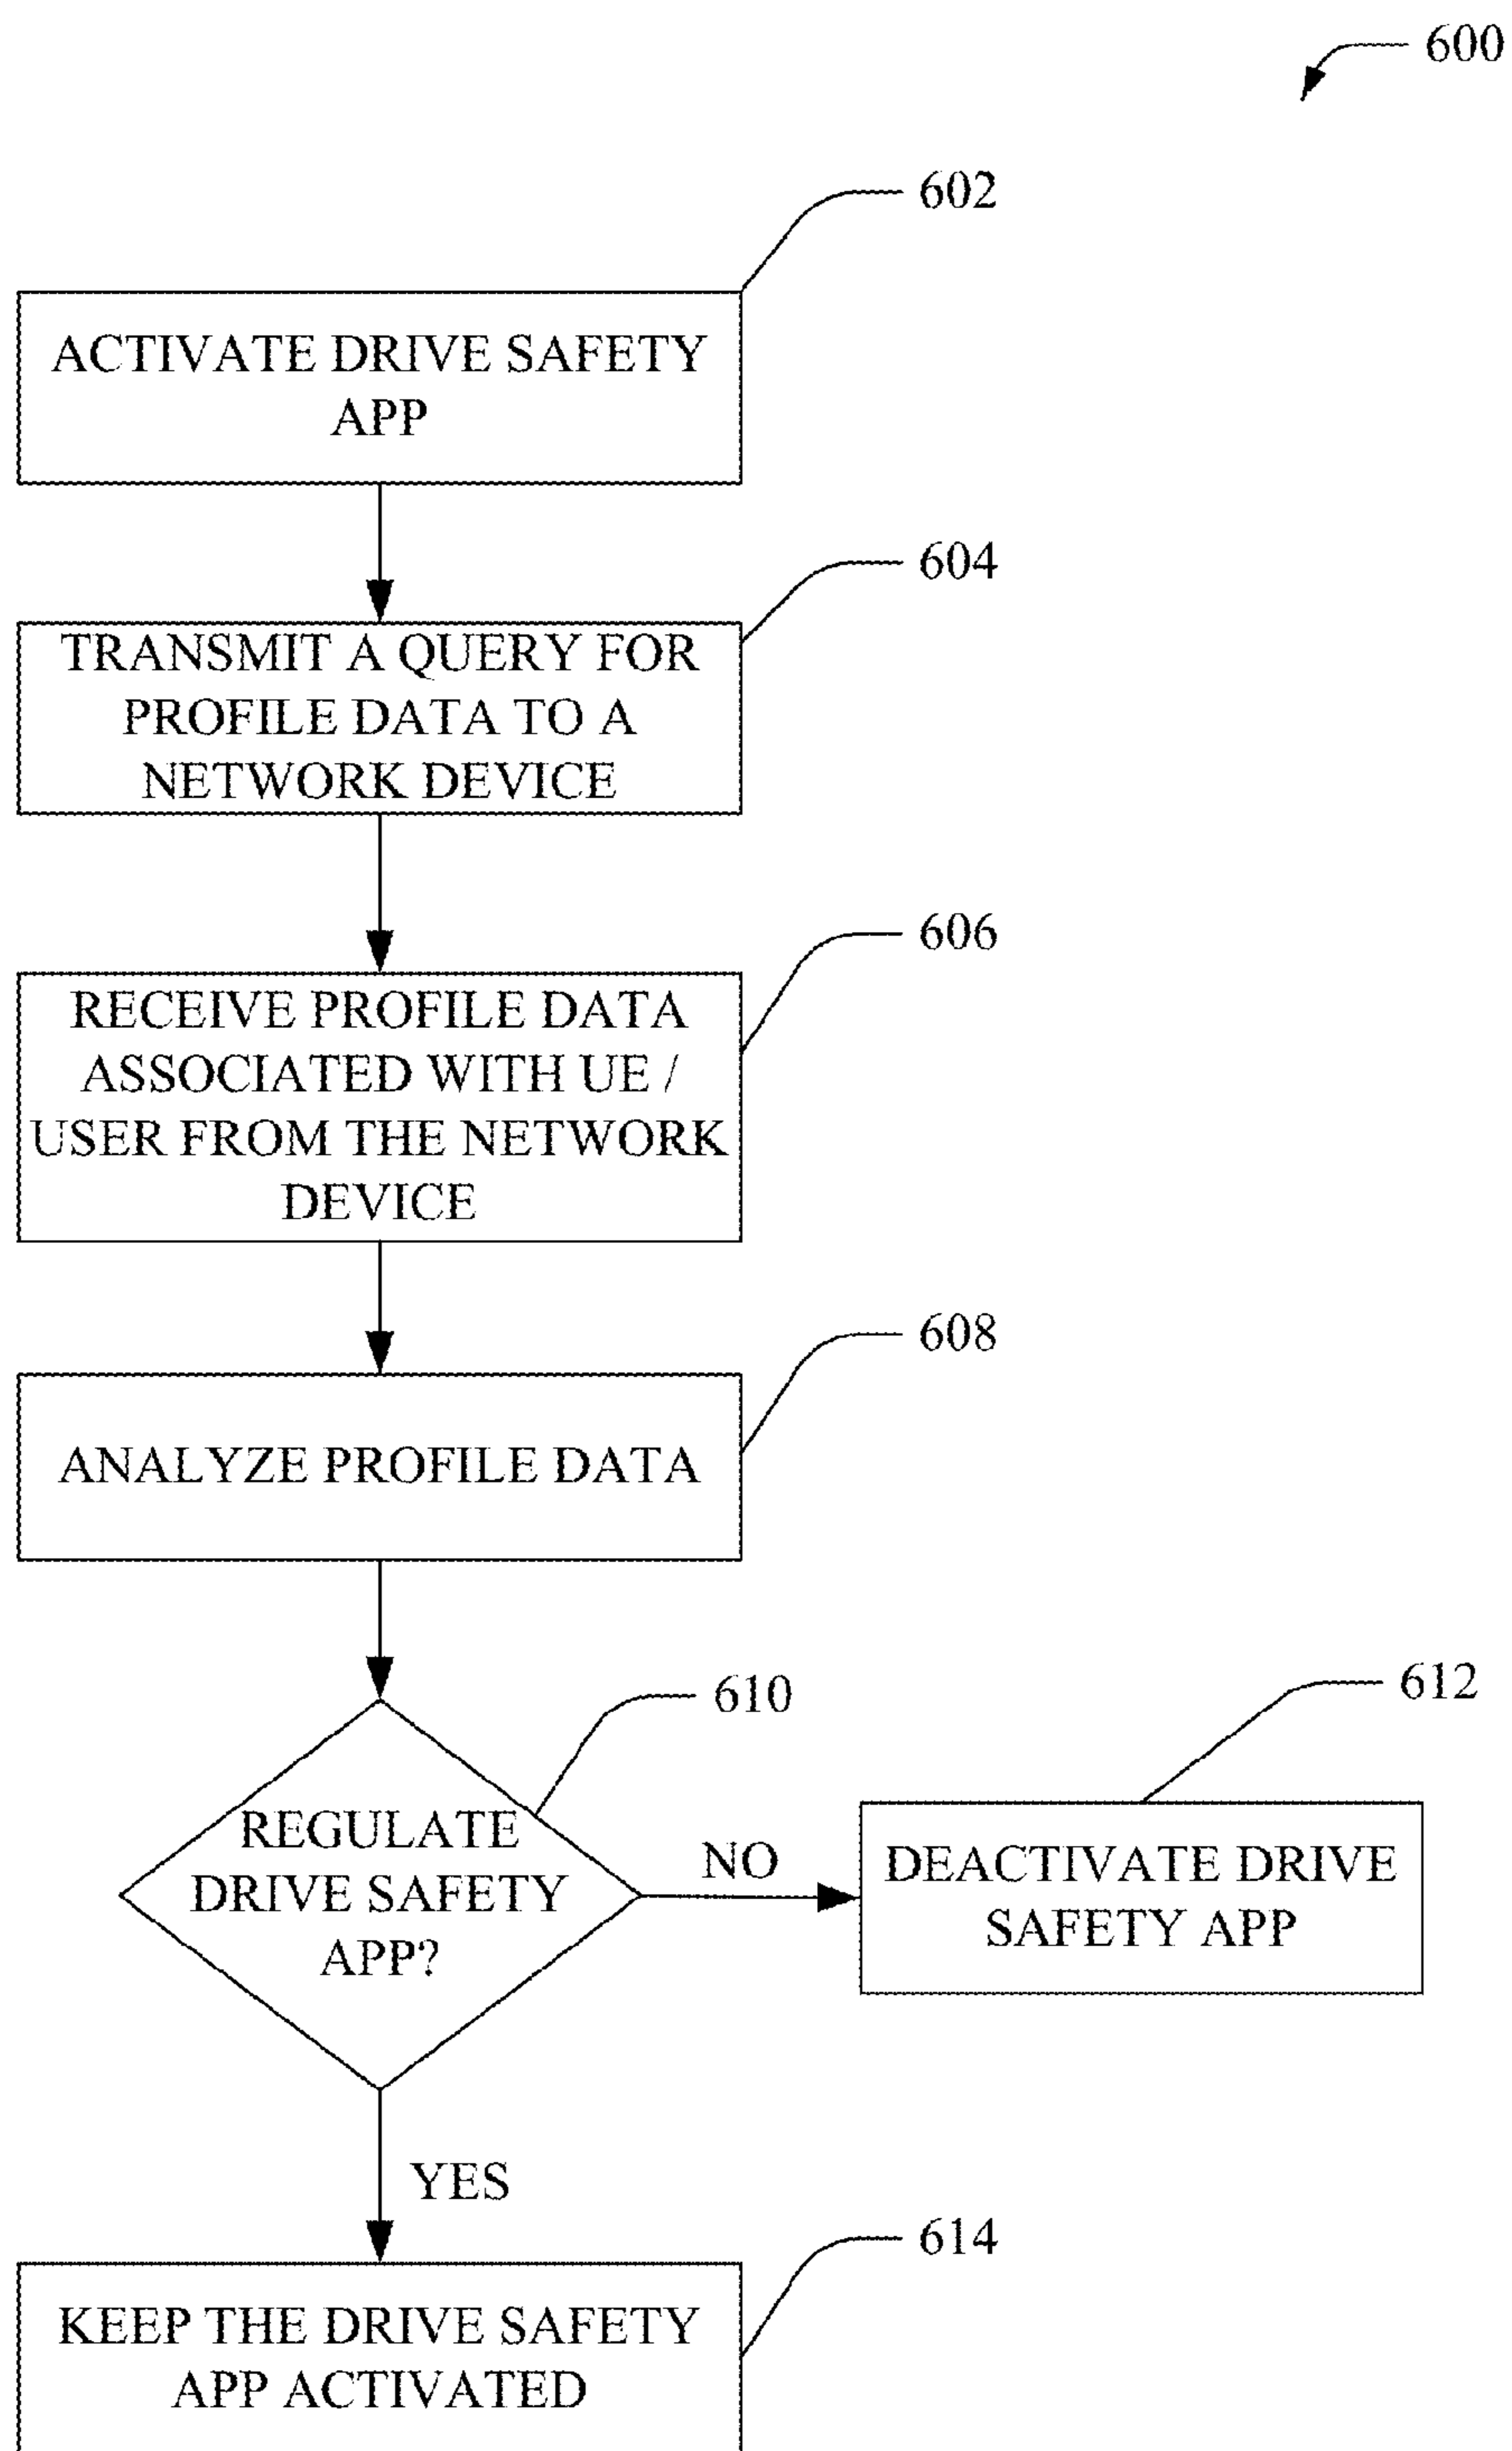 600
602
ACTIVATE DRIVE SAFETY
APP
604
TRANSMIT A QUERY FOR
PROFILE DATA TO A
NETWORK DEVICE
606
RECEIVE PROFILE DATA
ASSOCIATED WITH UE /
USER FROM THE NETWORK
DEVICE
608
ANALYZE PROFILE DATA
610
REGULATE
DRIVE SAFETY
APP?
NO
612
DEACTIVATE DRIVE
SAFETY APP
YES
614
KEEP THE DRIVE SAFETY
APP ACTIVATED